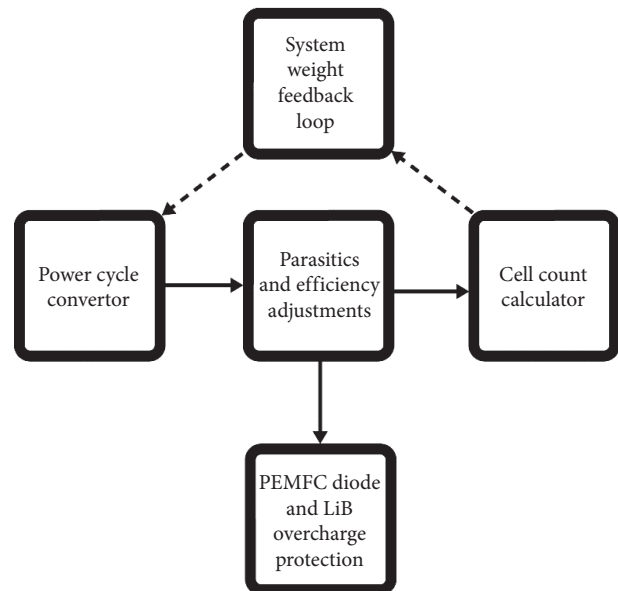 System
weight
feedback
loop
Power cycle
convertor
Parasitics
and efficiency
adjustments
Cell count
calculator
PEMFC diode
and LiB
overcharge
protection